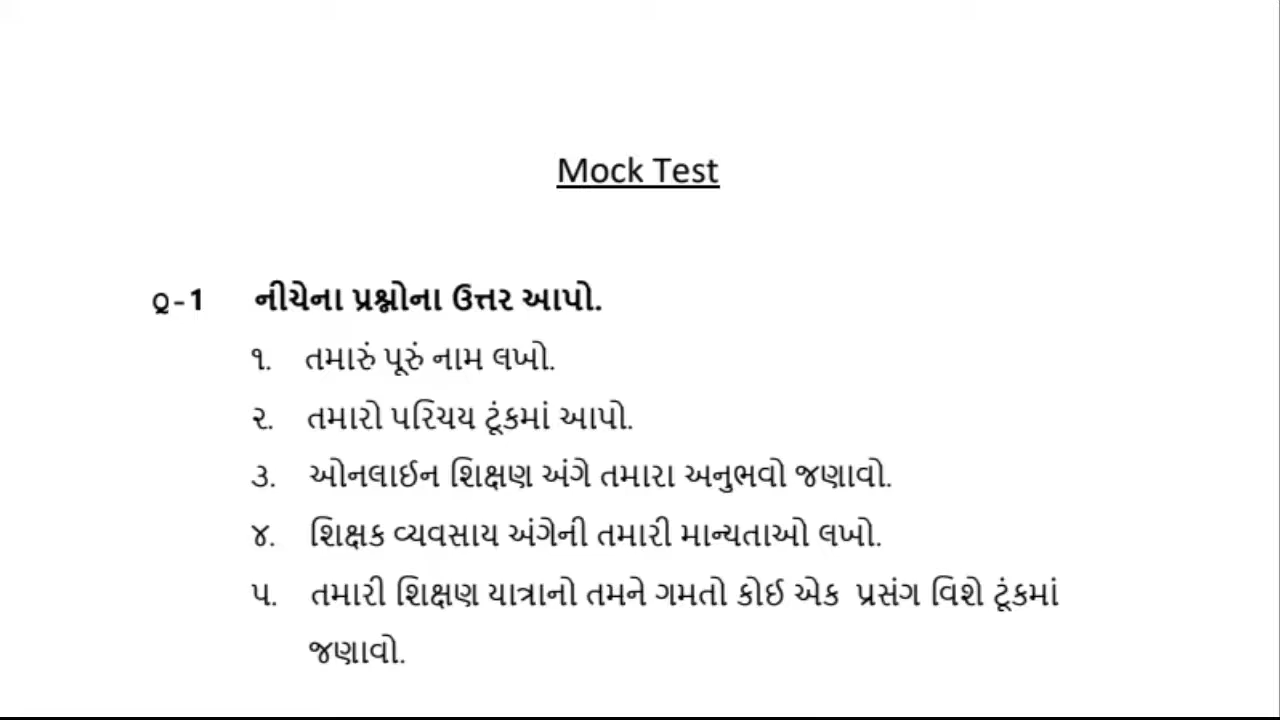 Mock Test
Q-1 નીચેના પ્રશ્નોના ઉત્તર આપો.
૧. તમારું પૂરું નામ લખો.
૨. તમારો પરિચય ટૂંકમાં આપો.
૩. ઓનલાઈન શિક્ષણ અંગે તમારા અનુભવો જણાવો.
૪. શિક્ષક વ્યવસાય અંગેની તમારી માન્યતાઓ લખો.
૫. તમારી શિક્ષણ યાત્રાનો તમને ગમતો કોઈ એક પ્રસંગ વિશે ટૂંકમાં
જણાવો.